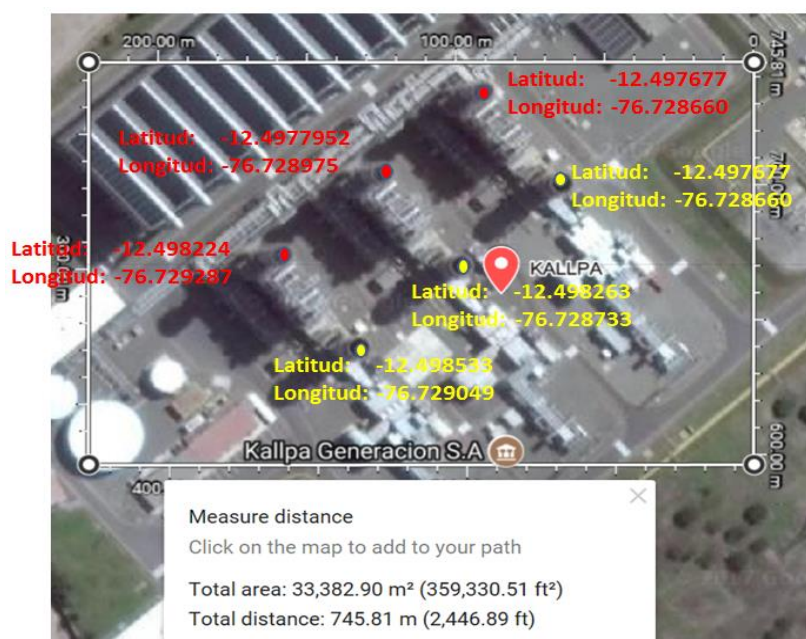 200.00 m
100.00 m
0
745.81 m
Latitud: -12.497677
Longitud: -76.728660
Latitud: -12.4977952
Longitud: -76.728975
Latitud: -12.497677
Longitud: -76.728660
Latitud: -12.498224
Longitud: -76.729287
KALLPA
Latitud: -12.498263
Longitud: -76.728733
Latitud: -12.498533
Longitud: -76.729049
Kallpa Generacion S.A
600.00 m
400
Measure distance
Click on the map to add to your path
Total area: 33,382.90 m² (359,330.51 ft²)
Total distance: 745.81 m (2,446.89 ft)